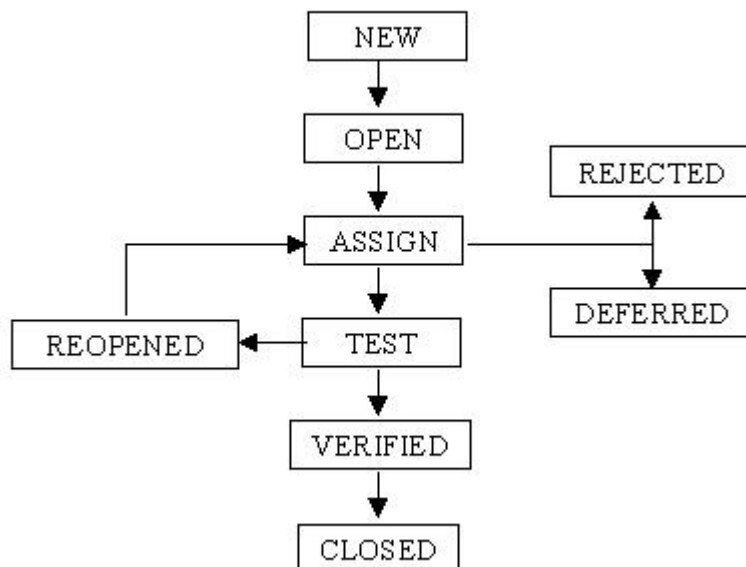 NEW
OPEN
REJECTED
ASSIGN
DEFERRED
REOPENED
TEST
VERIFIED
CLOSED